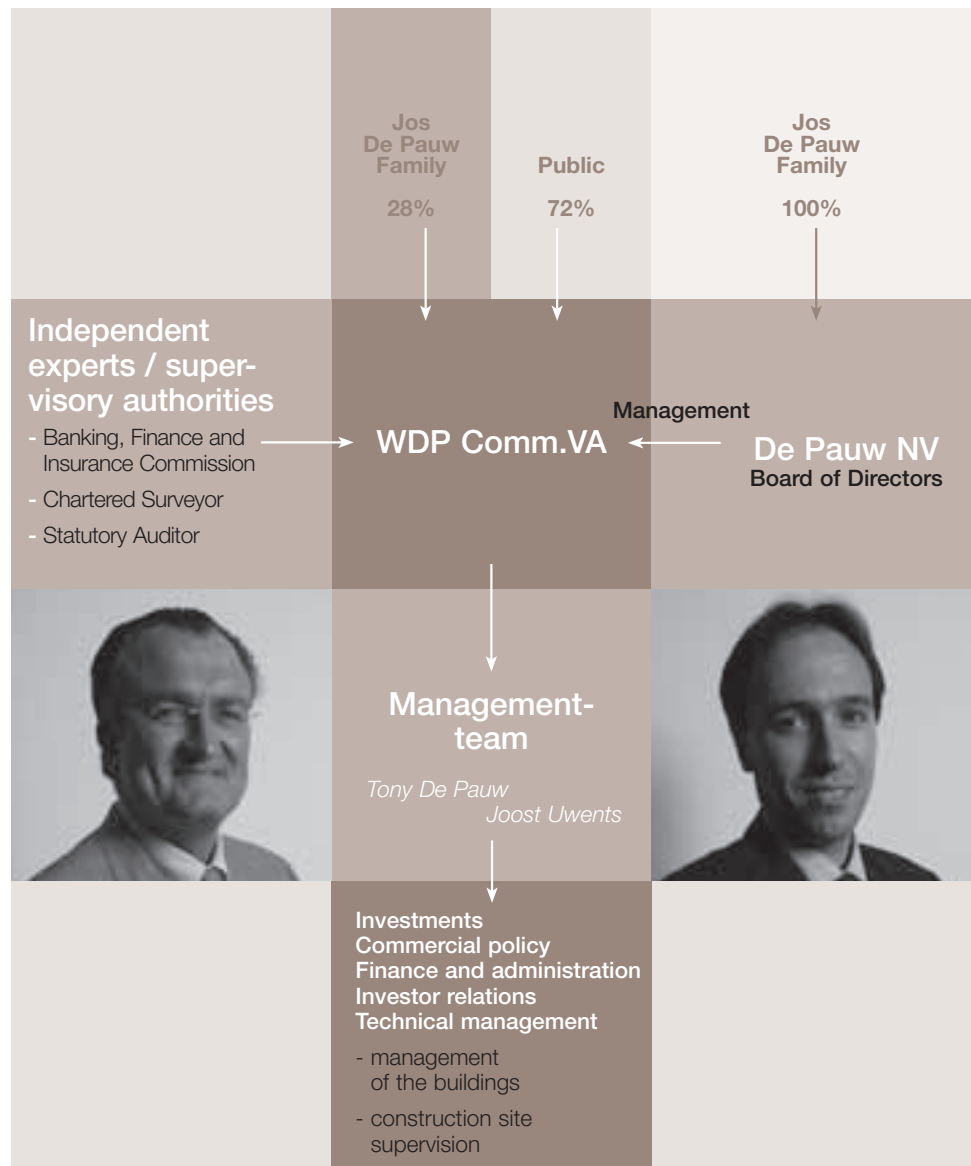 Jos
De Pauw
Family
28%
Public
72%
Jos
De Pauw
Family
100%
Independent
experts / super-
visory authorities
- Banking, Finance and
Insurance Commission
- Chartered Surveyor
- Statutory Auditor
WDP Comm.VA
Management
De Pauw NV
Board of Directors
Management-
team
Tony De Pauw
Joost Uwents
Investments
Commercial policy
Finance and administration
Investor relations
Technical management
- management
of the buildings
- construction site
supervision